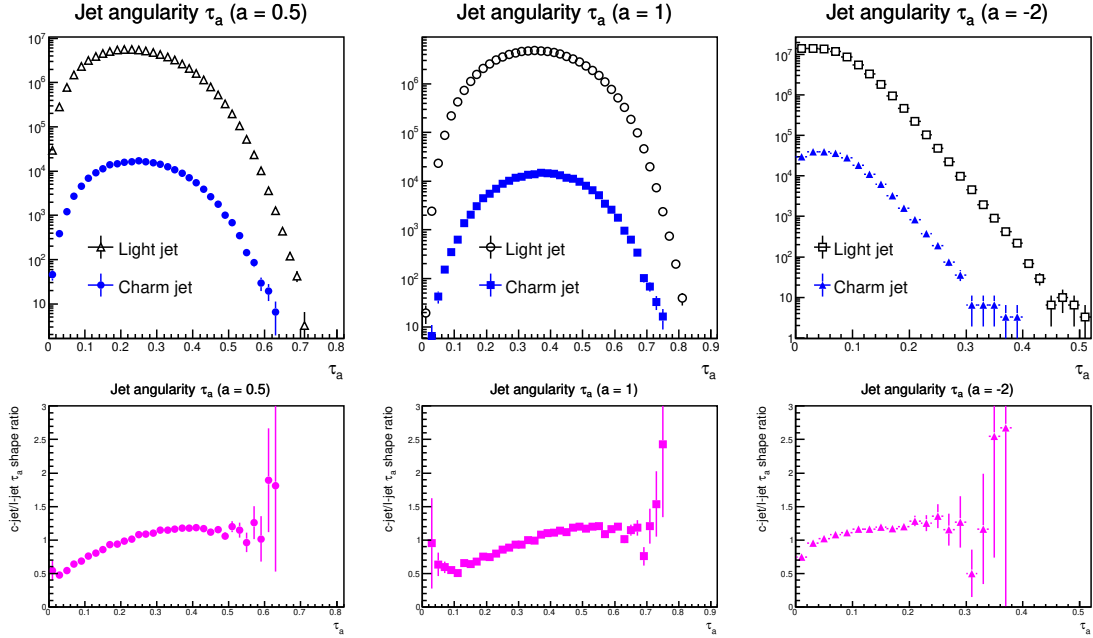 Jet angularity τa (a = 0.5)
10^7
10^6
10^5
10^4
10^3
10^2
10
Light jet
Charm jet
0 0.1 0.2 0.3 0.4 0.5 0.6 0.7 0.8
τa
Jet angularity τa (a = 1)
10^6
10^5
10^4
10^3
10^2
10
Light jet
Charm jet
0 0.1 0.2 0.3 0.4 0.5 0.6 0.7 0.8 0.9
τa
Jet angularity τa (a = -2)
10^7
10^6
10^5
10^4
10^3
10^2
10
1
Light jet
Charm jet
0 0.1 0.2 0.3 0.4 0.5
τa
Jet angularity τa (a = 0.5)
c-jet/l-jet τa shape ratio
3
2.5
2
1.5
1
0.5
0
0 0.1 0.2 0.3 0.4 0.5 0.6 0.7 0.8
τa
Jet angularity τa (a = 1)
c-jet/l-jet τa shape ratio
3
2.5
2
1.5
1
0.5
0
0 0.1 0.2 0.3 0.4 0.5 0.6 0.7 0.8 0.9
τa
Jet angularity τa (a = -2)
c-jet/l-jet τa shape ratio
3
2.5
2
1.5
1
0.5
0
0 0.1 0.2 0.3 0.4 0.5
τa